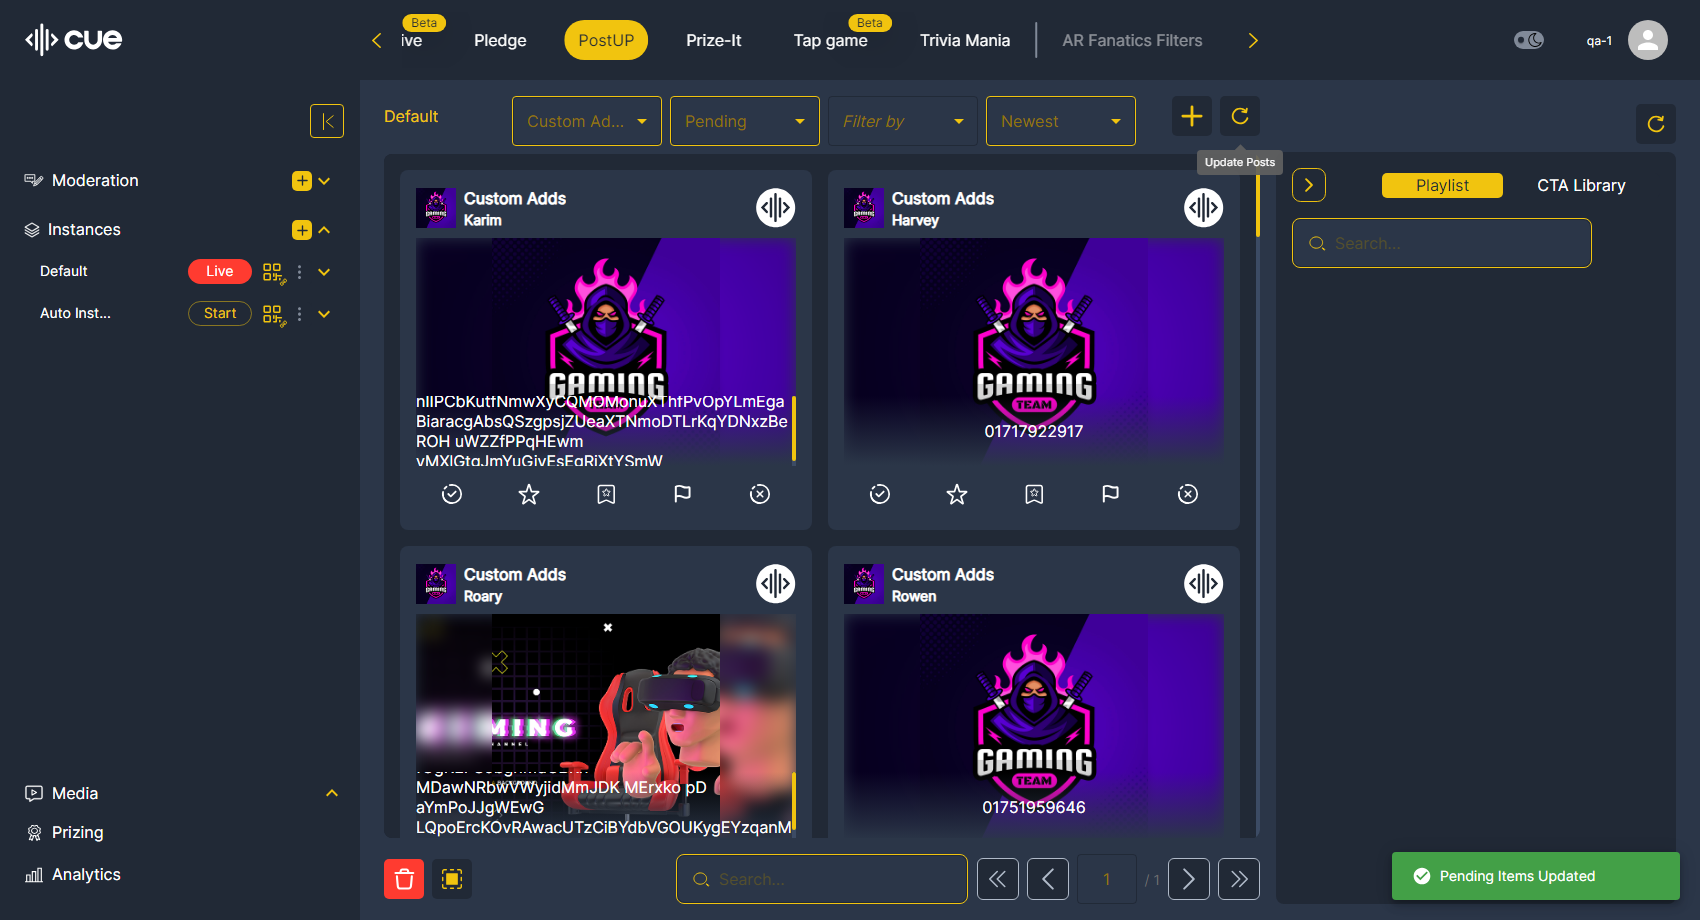 cue
Beta
ive
Pledge
PostUP
Prize-It
Beta
Tap game
Trivia Mania
AR Fanatics Filters
qa-1
Default
Custom Ad...
Pending
Filter by
Newest
Update Posts
Moderation
Instances
Default
Live
Auto Inst...
Start
Media
Prizing
Analytics
Custom Adds
Karim
GAMING
BiaracgAbsQSzgpsjZUeaXTNmoDTLrKqYDNxzBe
ROH uWZZfPPqHEwm
Custom Adds
Harvey
GAMING
TEAM
01717922917
Custom Adds
Roary
MING
MDawNRbwVWyjidMmJDK MErxko pD
aYmPoJJgWEwG
LQpoErcKOvRAwacUTzCiBYdbVGOUKygEYzqanM
Custom Adds
Rowen
GAMING
TEAM
01751959646
Search...
1
/ 1
Playlist
CTA Library
Search...
Pending Items Updated